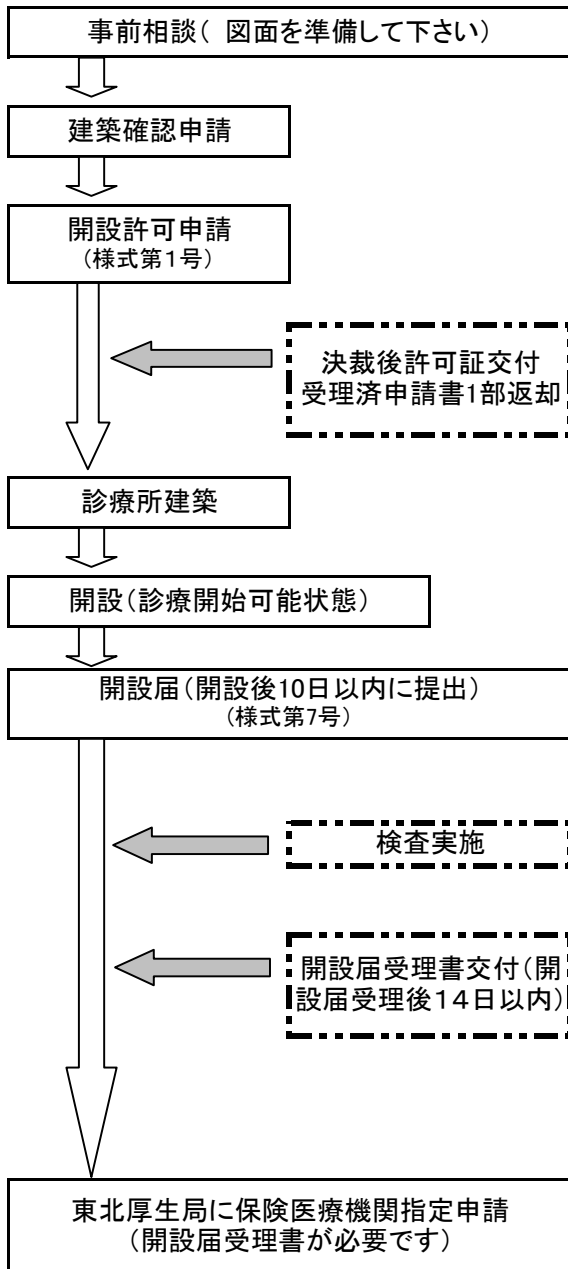 事前相談( 図面を準備して下さい)
建築確認申請
開設許可申請
(様式第1号)
決裁後許可証交付
受理済申請書1部返却
診療所建築
開設(診療開始可能状態)
開設届(開設後10日以内に提出)
(様式第7号)
検査実施
開設届受理書交付(開
設届受理後14日以内)
東北厚生局に保険医療機関指定申請
(開設届受理書が必要です)